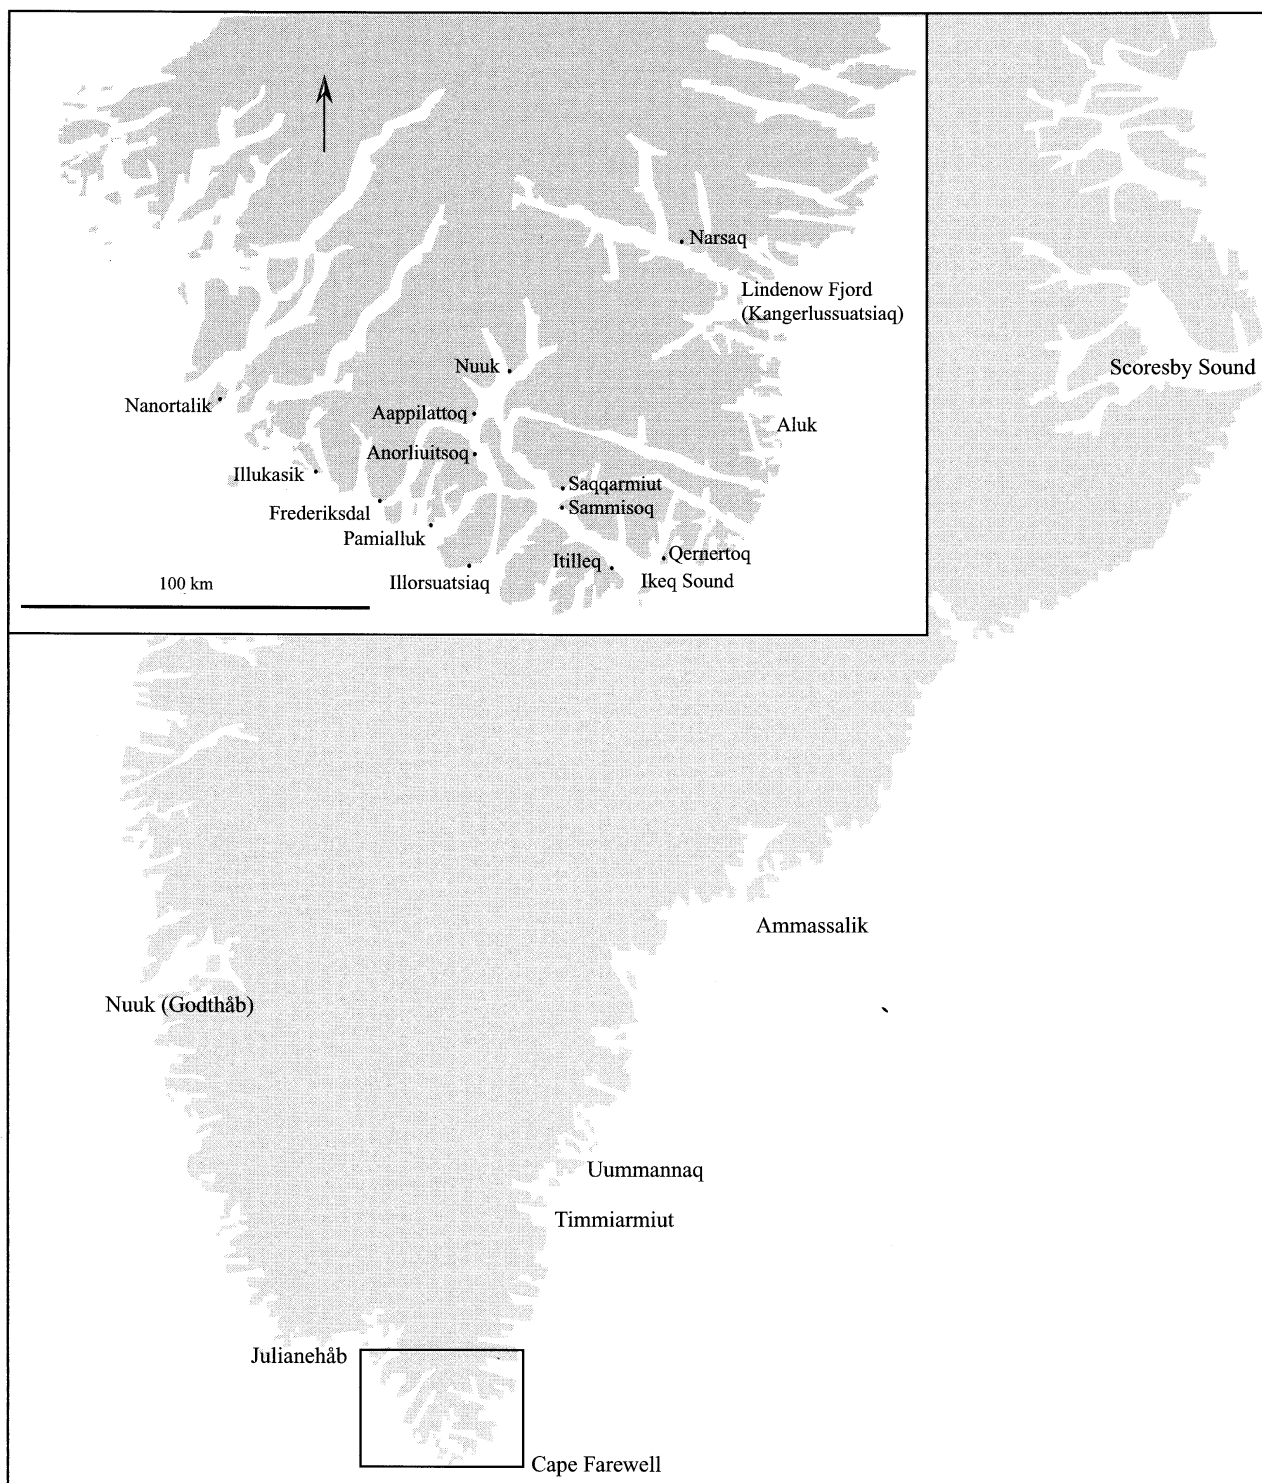 Narsaq
Lindenow Fjord
(Kangerlussuatsiaq)
Nuuk
Nanortalik
Aappilattoq
Aluk
Anorliuitsoq
Illukasik
Saqqarmiut
Frederiksdal
Sammisoq
Pamialluk
Qernertoq
Itilleq
Illorsuatsiaq
Ikeq Sound
100 km
Scoresby Sound
Ammassalik
Nuuk (Godthåb)
Uummannaq
Timmiarmiut
Julianehåb
Cape Farewell